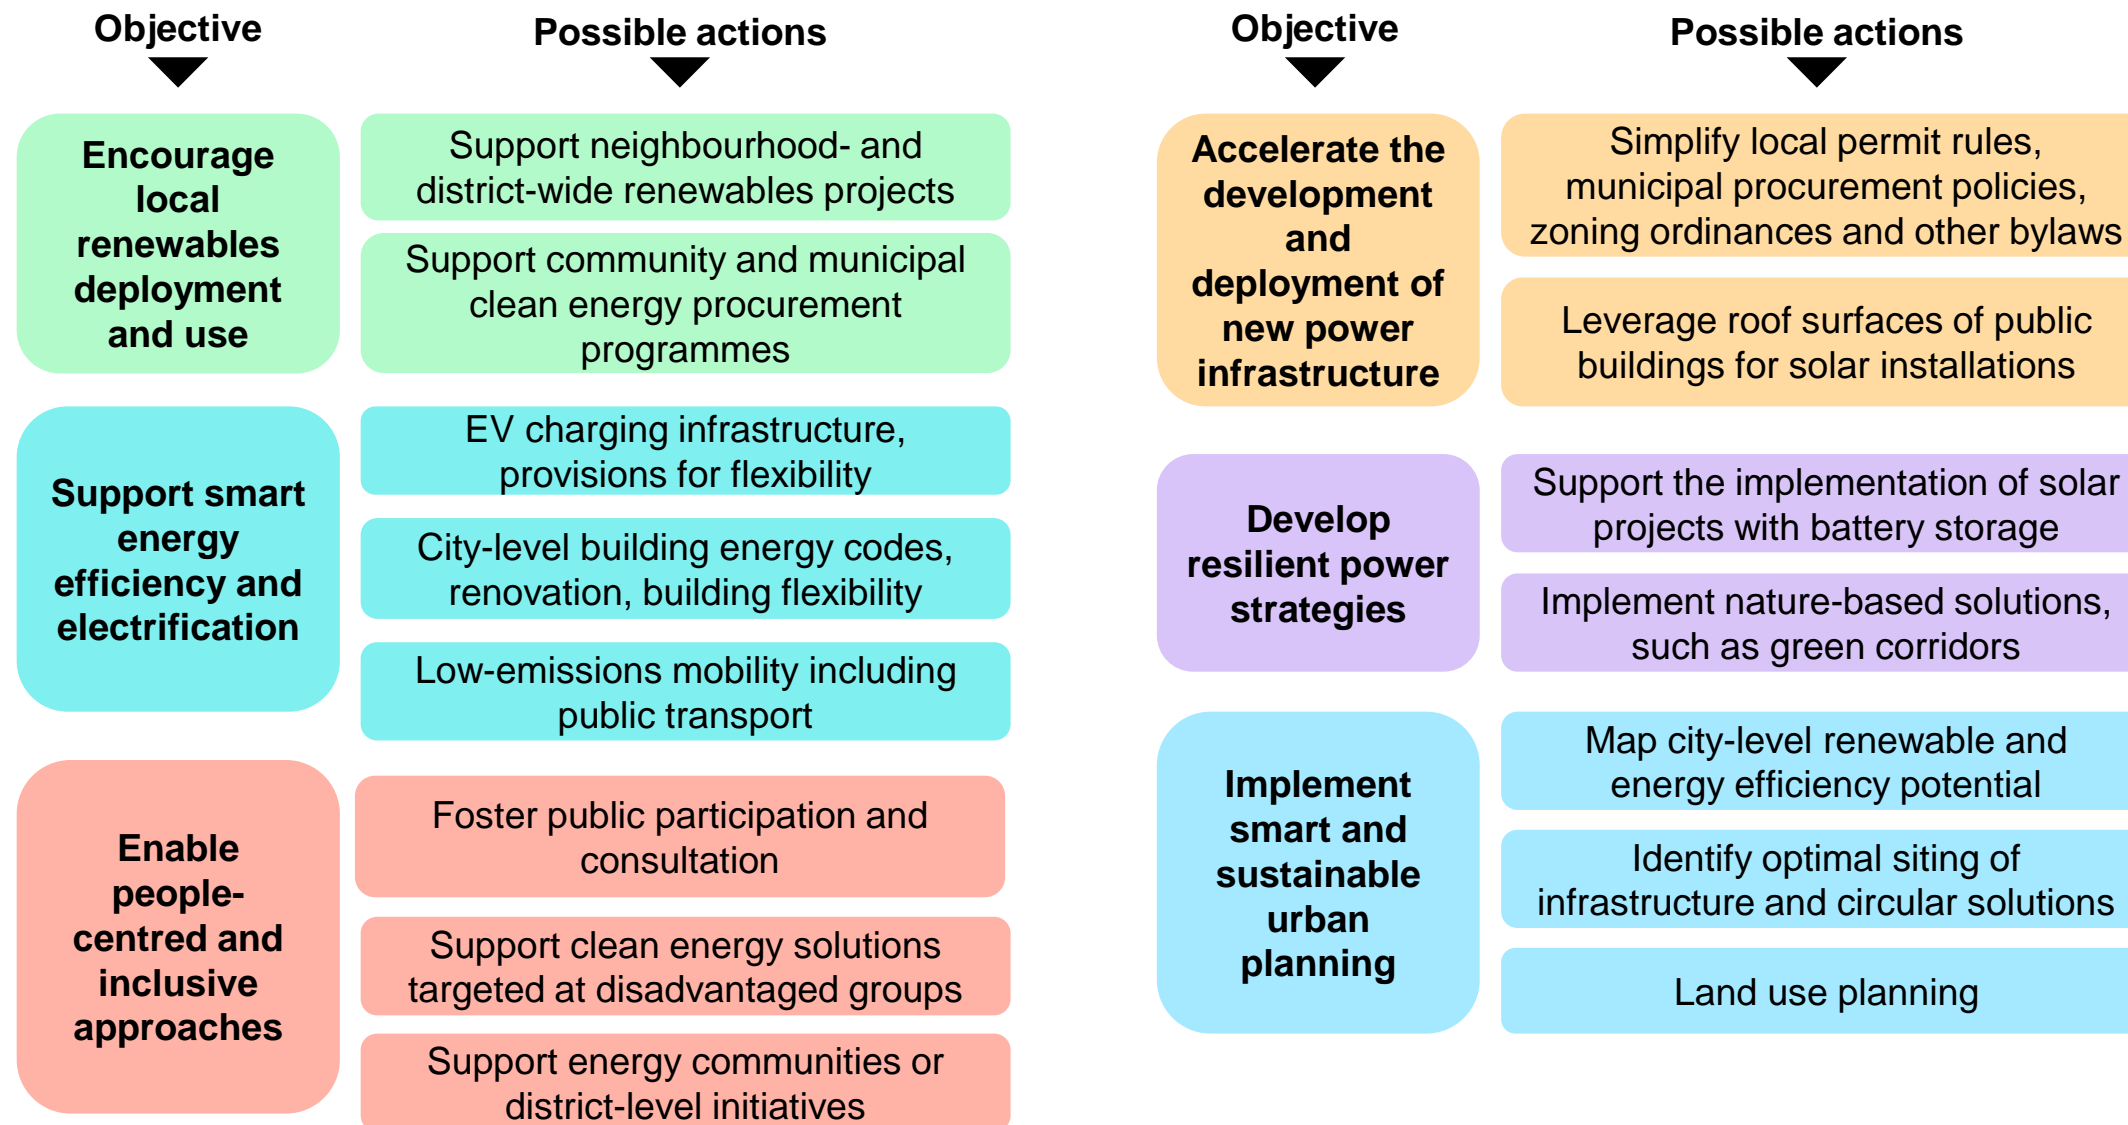 Objective
Possible actions
Encourage
local
renewables
deployment
and use
Support neighbourhood- and
district-wide renewables projects
Support community and municipal
clean energy procurement
programmes
Support smart
energy
efficiency and
electrification
EV charging infrastructure,
provisions for flexibility
City-level building energy codes,
renovation, building flexibility
Low-emissions mobility including
public transport
Enable
people-
centred and
inclusive
approaches
Foster public participation and
consultation
Support clean energy solutions
targeted at disadvantaged groups
Support energy communities or
district-level initiatives
Objective
Possible actions
Accelerate the
development
and
deployment of
new power
infrastructure
Simplify local permit rules,
municipal procurement policies,
zoning ordinances and other bylaws
Leverage roof surfaces of public
buildings for solar installations
Develop
resilient power
strategies
Support the implementation of solar
projects with battery storage
Implement nature-based solutions,
such as green corridors
Implement
smart and
sustainable
urban
planning
Map city-level renewable and
energy efficiency potential
Identify optimal siting of
infrastructure and circular solutions
Land use planning